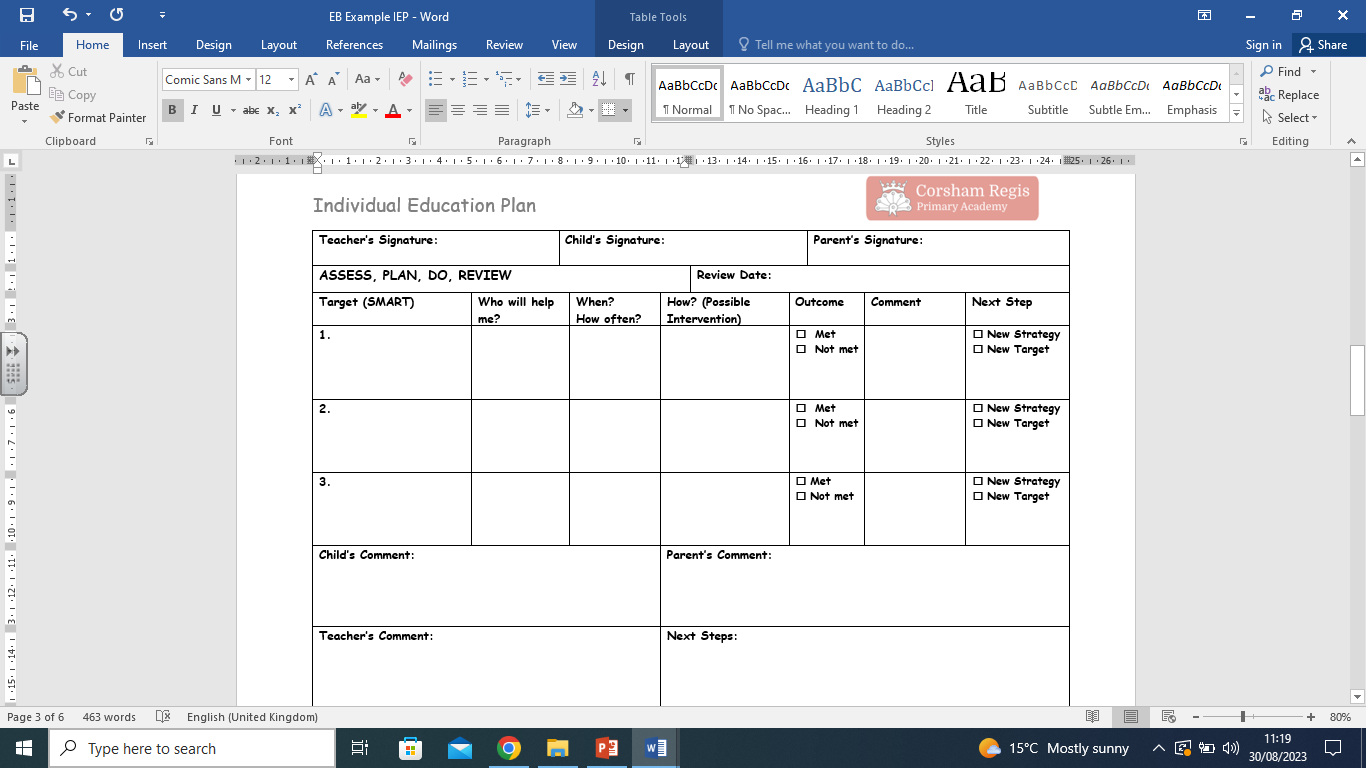 EB Example IEP - Word
Table Tools
File
Home
Insert
Design
Layout
References
Mailings
Review
View
Design
Layout
Tell me what you want to do...
Sign in
Share
Paste
Cut
Copy
Format Painter
Clipboard
Comic Sans M
12
Font
Paragraph
AaBbCcDc
¶ Normal
AaBbCcDc
¶ No Spac...
AaBbC
Heading 1
AaBbCcI
Heading 2
AaB
Title
AaBbCcD
Subtitle
AaBbCcDc
Subtle Em...
AaBbCcDc
Emphasis
Styles
Find
Replace
Select
Editing
Individual Education Plan
Corsham Regis
Primary Academy
Teacher's Signature:
Child's Signature:
Parent's Signature:
ASSESS, PLAN, DO, REVIEW
Review Date:
Target (SMART)
Who will help
me?
When?
How often?
How? (Possible
Intervention)
Outcome
Comment
Next Step
1.
☐ Met
☐ Not met
☐ New Strategy
☐ New Target
2.
☐ Met
☐ Not met
☐ New Strategy
☐ New Target
3.
☐ Met
☐ Not met
☐ New Strategy
☐ New Target
Child's Comment:
Parent's Comment:
Teacher's Comment:
Next Steps:
Page 3 of 6
463 words
English (United Kingdom)
80%
Type here to search
15°C Mostly sunny
11:19
30/08/2023